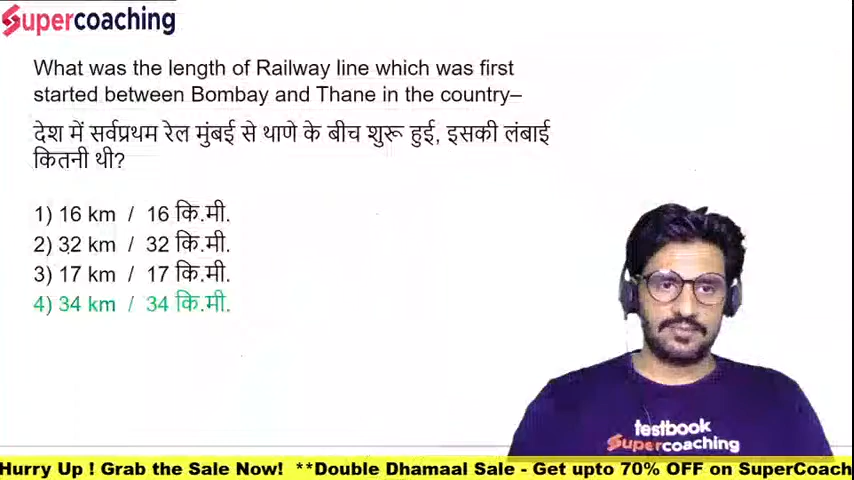 Supercoaching
What was the length of Railway line which was first
started between Bombay and Thane in the country–
देश में सर्वप्रथम रेल मुंबई से थाणे के बीच शुरू हुई, इसकी लंबाई
कितनी थी?
1) 16 km / 16 कि.मी.
2) 32 km / 32 कि.मी.
3) 17 km / 17 कि.मी.
4) 34 km / 34 कि.मी.
testbook
Supercoaching
Hurry Up ! Grab the Sale Now! **Double Dhamaal Sale - Get upto 70% OFF on SuperCoach